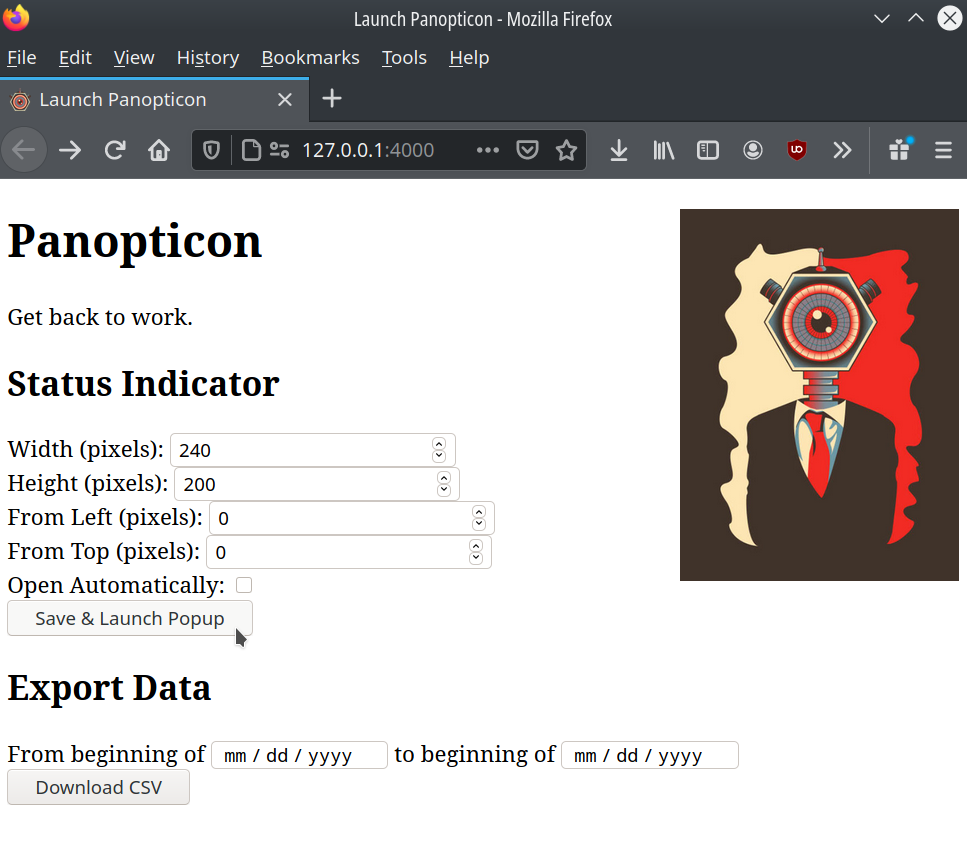 Launch Panopticon - Mozilla Firefox
File Edit View History Bookmarks Tools Help
Launch Panopticon
127.0.0.1:4000
Panopticon
Get back to work.
Status Indicator
Width (pixels): 240
Height (pixels): 200
From Left (pixels): 0
From Top (pixels): 0
Open Automatically:
Save & Launch Popup
Export Data
From beginning of mm / dd / yyyy to beginning of mm / dd / yyyy
Download CSV